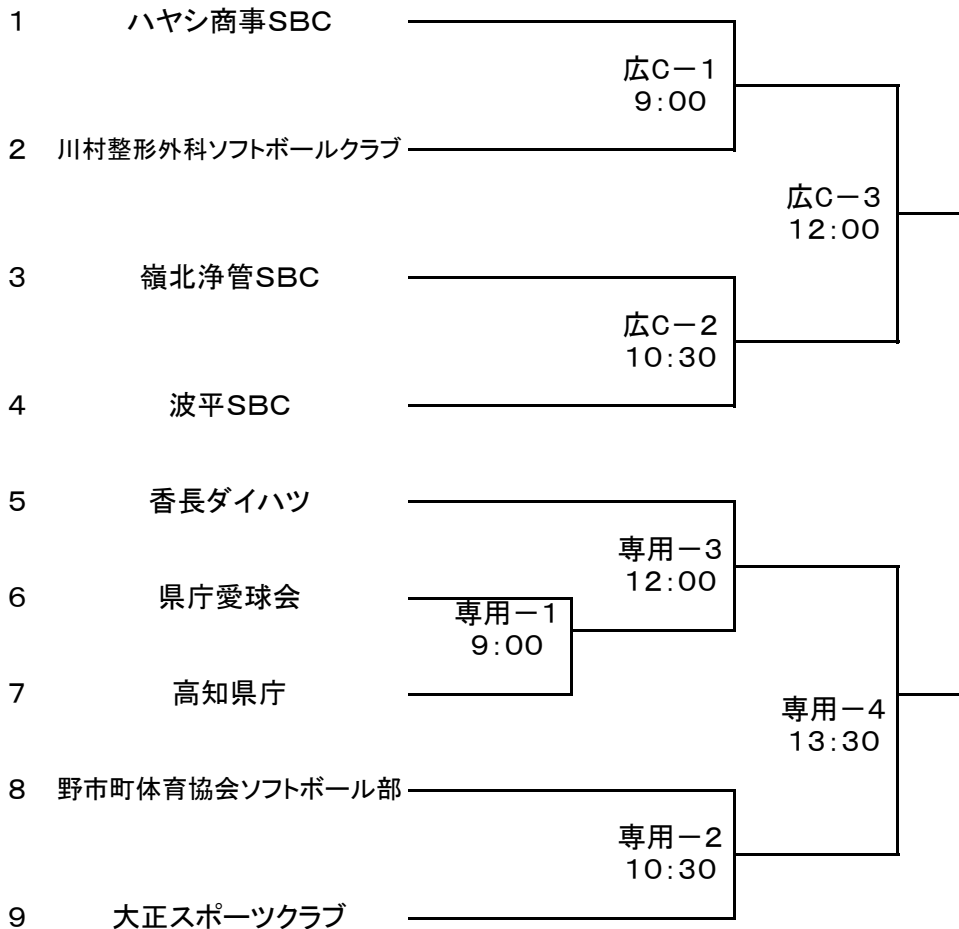 1 ハヤシ商事SBC
広C－1
9:00
2 川村整形外科ソフトボールクラブ
広C－3
12:00
3 嶺北浄管SBC
広C－2
10:30
4 波平SBC
5 香長ダイハツ
専用－3
12:00
6 県庁愛球会
専用－1
9:00
7 高知県庁
専用－4
13:30
8 野市町体育協会ソフトボール部
専用－2
10:30
9 大正スポーツクラブ